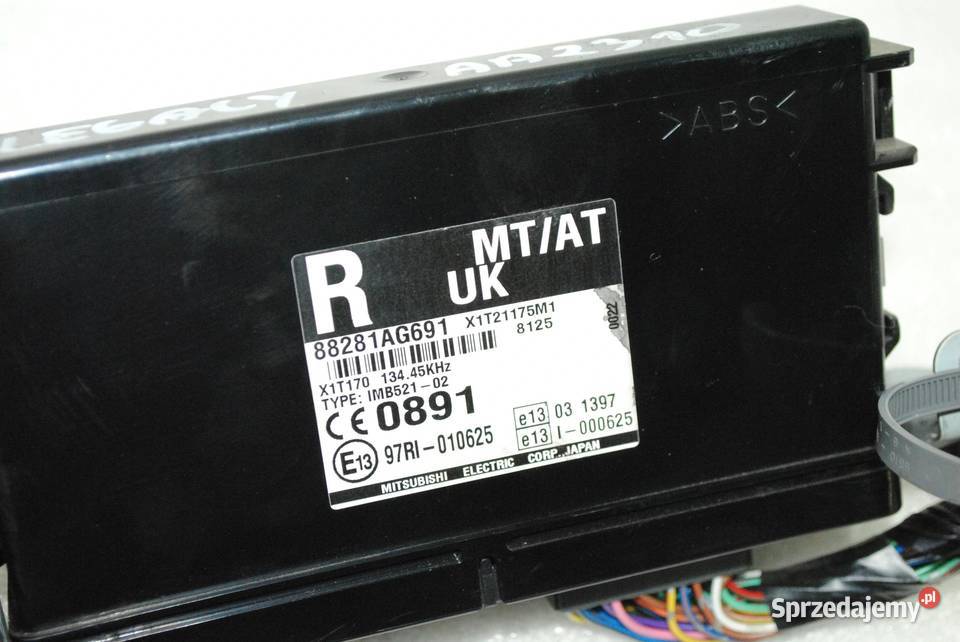 LEGACY AA2310
>ABS<
R MT/AT
UK
88281AG691 X1T21175M1
8125
0022
X1T170 134.45KHz
TYPE: IMB521-02
CE 0891
e13 03 1397
E13 97RI-010625 e13 I-000625
MITSUBISHI ELECTRIC CORP. JAPAN
Sprzedajemy.pl